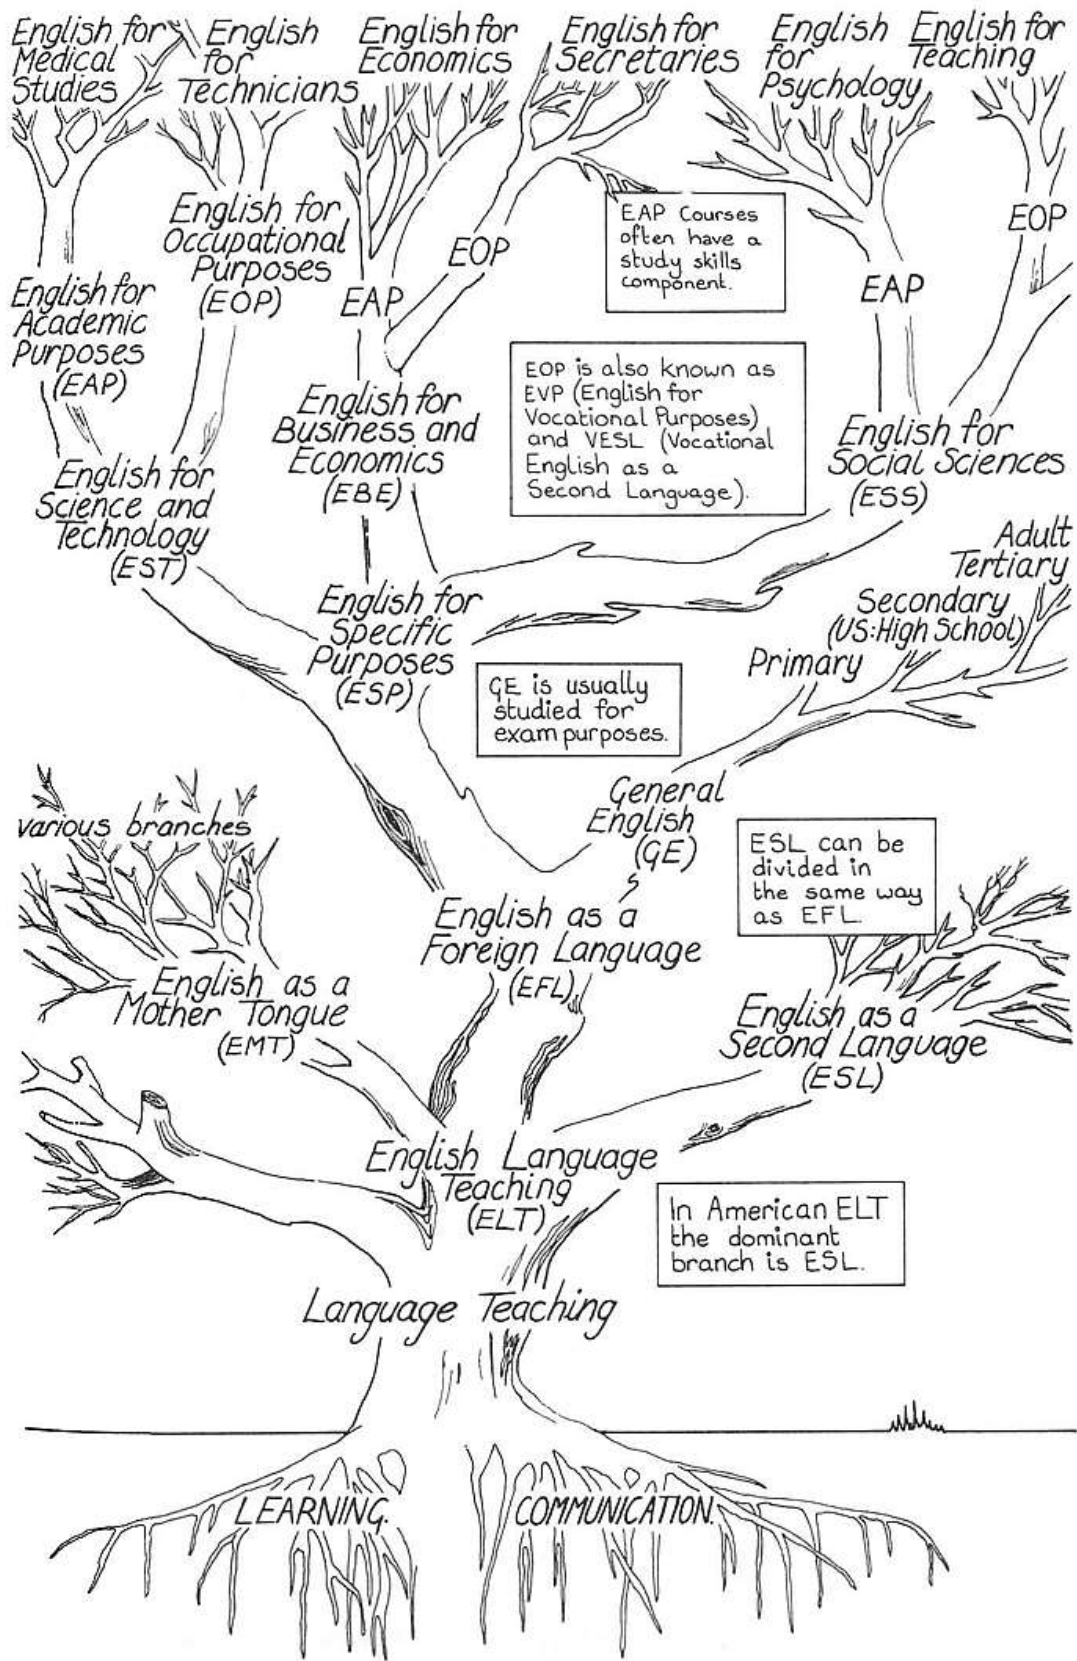 English for
Medical
Studies
English
for
Technicians
English for
Economics
English for
Secretaries
English
for
Psychology
English for
Teaching
English for
Occupational
Purposes
(EOP)
English for
Academic
Purposes
(EAP)
EAP
EOP
EAP Courses
often have a
study skills
component.
EAP
EOP
English for
Business and
Economics
(EBE)
EOP is also known as
EVP (English for
Vocational Purposes)
and VESL (Vocational
English as a
Second Language).
English for
Social Sciences
(ESS)
English for
Science and
Technology
(EST)
English for
Specific
Purposes
(ESP)
Adult
Tertiary
Secondary
(US:High School)
Primary
GE is usually
studied for
exam purposes.
General
English
(GE)
various branches
ESL can be
divided in
the same way
as EFL.
English as a
Foreign Language
(EFL)
English as a
Mother Tongue
(EMT)
English as a
Second Language
(ESL)
English Language
Teaching
(ELT)
In American ELT
the dominant
branch is ESL.
Language Teaching
LEARNING.
COMMUNICATION.